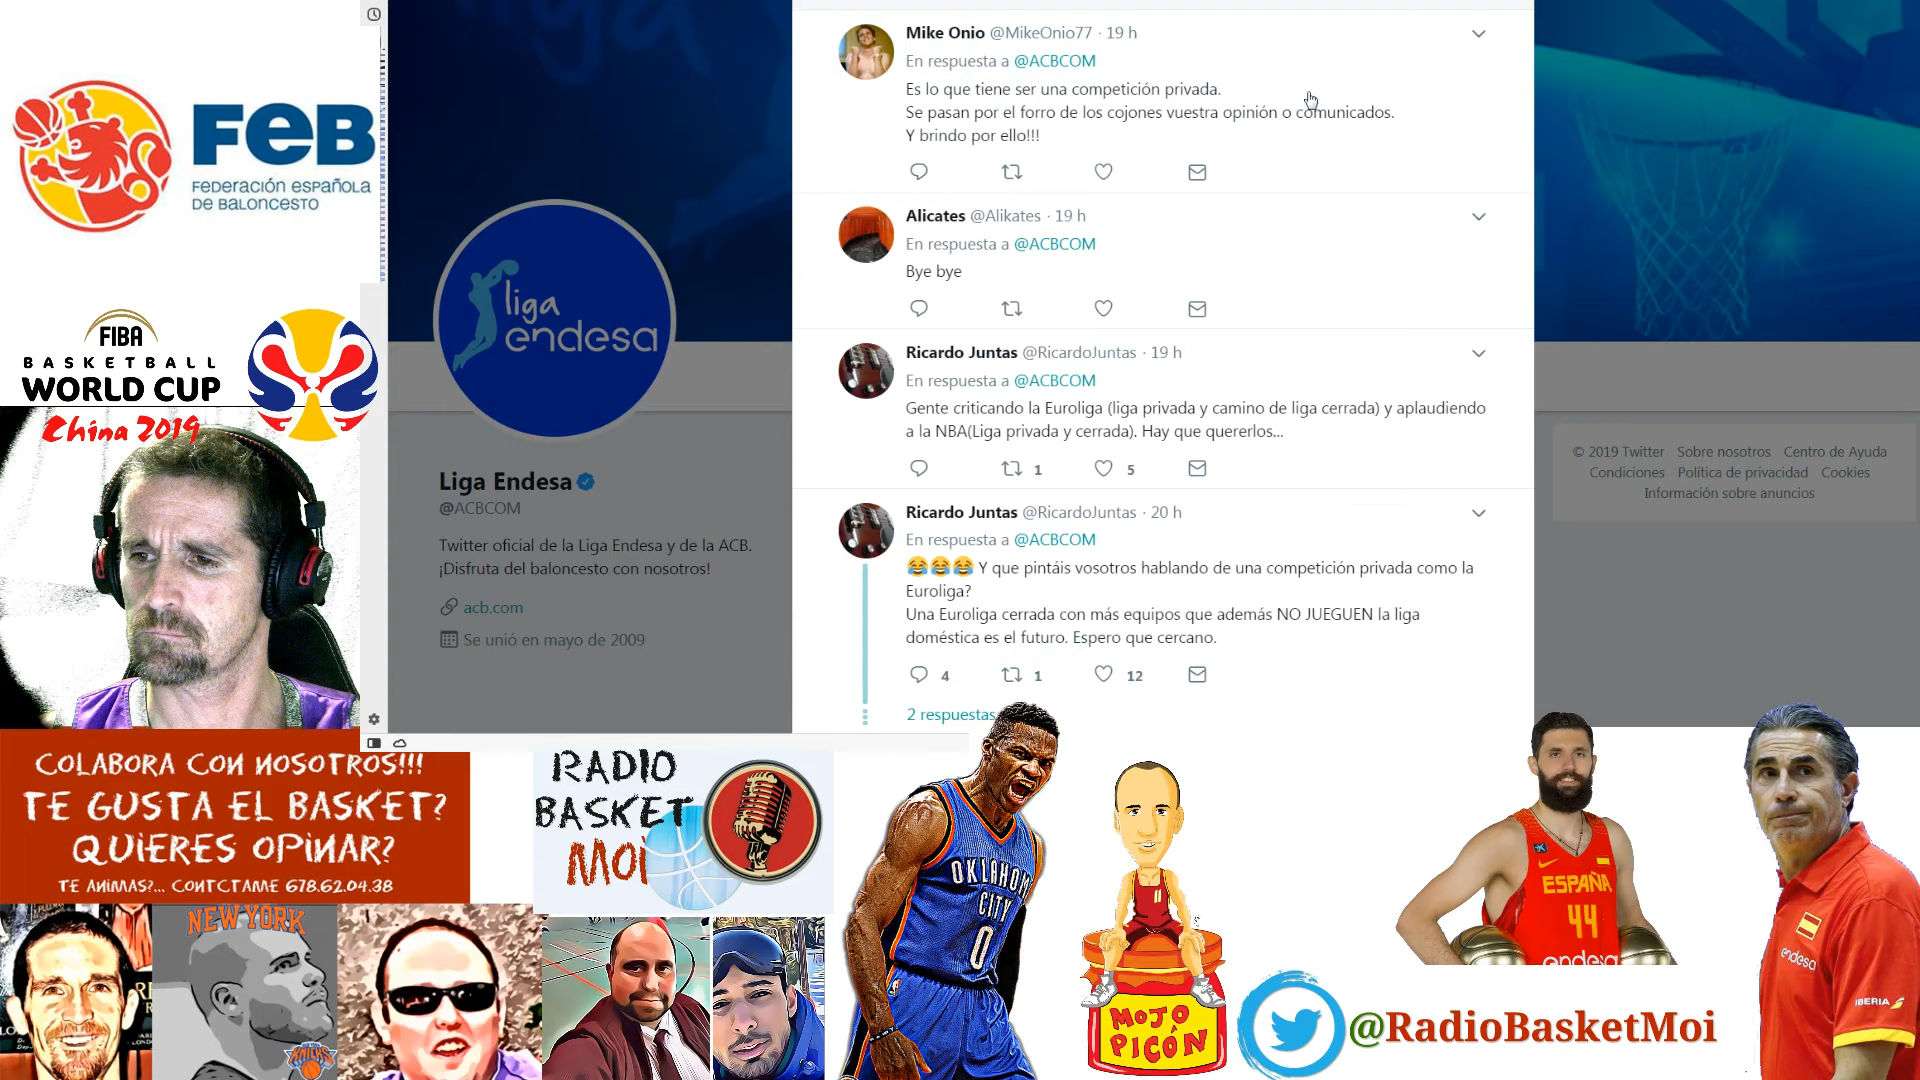 FeB
FEDERACIÓN ESPAÑOLA
DE BALONCESTO
FIBA
BASKETBALL
WORLD CUP
China 2019
liga
endesa
Liga Endesa
@ACBCOM
Twitter oficial de la Liga Endesa y de la ACB.
¡Disfruta del baloncesto con nosotros!
acb.com
Se unió en mayo de 2009
Mike Onio @MikeOnio77 · 19 h
En respuesta a @ACBCOM
Es lo que tiene ser una competición privada.
Se pasan por el forro de los cojones vuestra opinión o comunicados.
Y brindo por ello!!!
Alicates @Alikates · 19 h
En respuesta a @ACBCOM
Bye bye
Ricardo Juntas @RicardoJuntas · 19 h
En respuesta a @ACBCOM
Gente criticando la Euroliga (liga privada y camino de liga cerrada) y aplaudiendo
a la NBA(Liga privada y cerrada). Hay que quererlos...
1 5
Ricardo Juntas @RicardoJuntas · 20 h
En respuesta a @ACBCOM
😂😂😂 Y que pintáis vosotros hablando de una competición privada como la
Euroliga?
Una Euroliga cerrada con más equipos que además NO JUEGUEN la liga
doméstica es el futuro. Espero que cercano.
4 1 12
2 respuestas
© 2019 Twitter Sobre nosotros Centro de Ayuda
Condiciones Política de privacidad Cookies
Información sobre anuncios
COLABORA CON NOSOTROS!!!
TE GUSTA EL BASKET?
QUIERES OPINAR?
TE ANIMAS?... CONTCTAME 678.62.04.38
RADIO
BASKET
MOI
NEW YORK
KNICKS
OKLAHOM
CITY
0
11
MOJO
PICÓN
@RadioBasketMoi
ESPAÑA
44
endesa
endesa
IBERIA